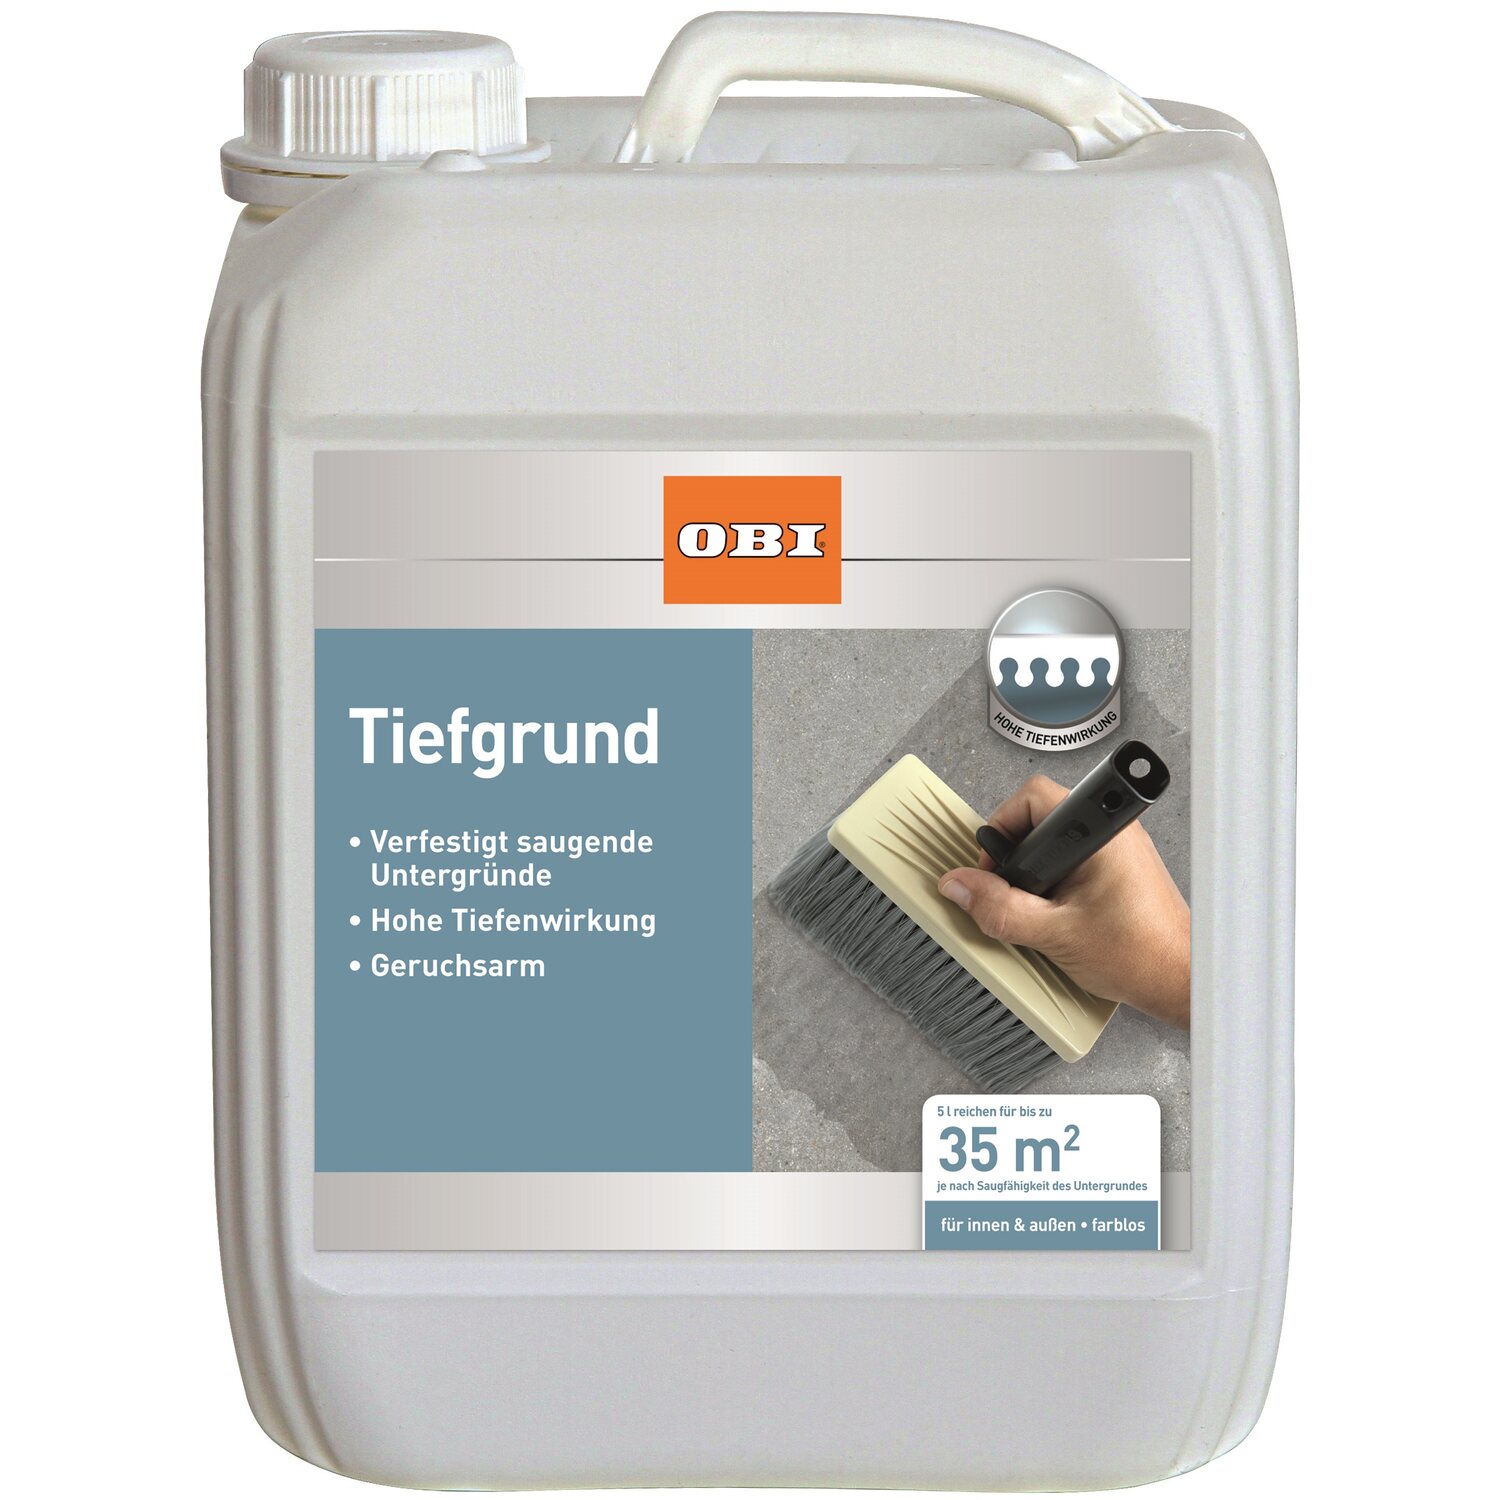 OBI
HOHE TIEFENWIRKUNG
Tiefgrund
• Verfestigt saugende
Untergründe
• Hohe Tiefenwirkung
• Geruchsarm
5 l reichen für bis zu
35 m²
je nach Saugfähigkeit des Untergrundes
für innen & außen • farblos